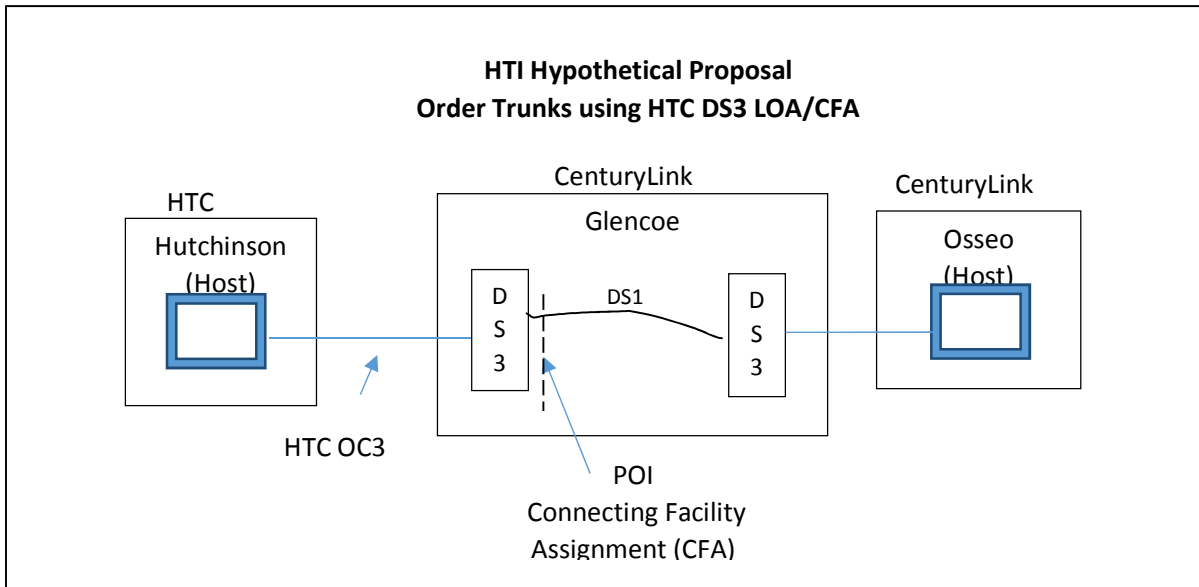 HTI Hypothetical Proposal
Order Trunks using HTC DS3 LOA/CFA
HTC
Hutchinson
(Host)
HTC OC3
CenturyLink
Glencoe
D
S
3
DS1
D
S
3
POI
Connecting Facility
Assignment (CFA)
CenturyLink
Osseo
(Host)